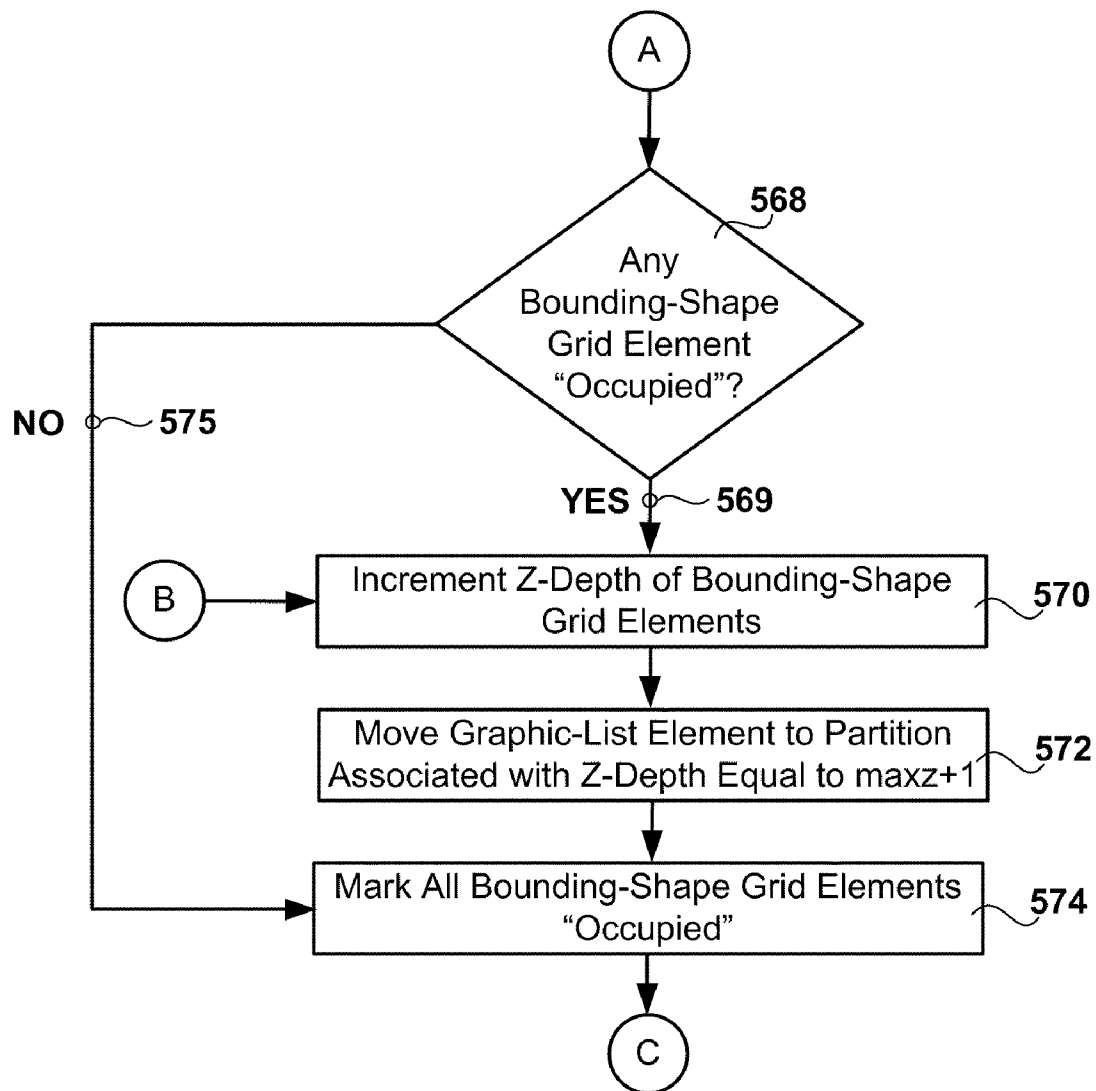 A
568
Any
Bounding-Shape
Grid Element
“Occupied”?
NO
575
YES
569
B
Increment Z-Depth of Bounding-Shape
Grid Elements
570
Move Graphic-List Element to Partition
Associated with Z-Depth Equal to maxz+1
572
Mark All Bounding-Shape Grid Elements
“Occupied”
574
C